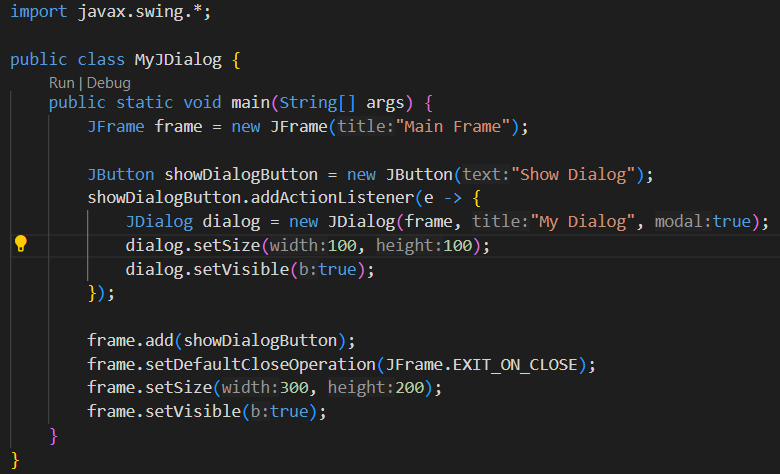 import javax.swing.*;
public class MyJDialog {
Run | Debug
public static void main(String[] args) {
JFrame frame = new JFrame(title:"Main Frame");
JButton showDialogButton = new JButton(text:"Show Dialog");
showDialogButton.addActionListener(e -> {
JDialog dialog = new JDialog(frame, title:"My Dialog", modal:true);
dialog.setSize(width:100, height:100);
dialog.setVisible(b:true);
});
frame.add(showDialogButton);
frame.setDefaultCloseOperation(JFrame.EXIT_ON_CLOSE);
frame.setSize(width:300, height:200);
frame.setVisible(b:true);
}
}